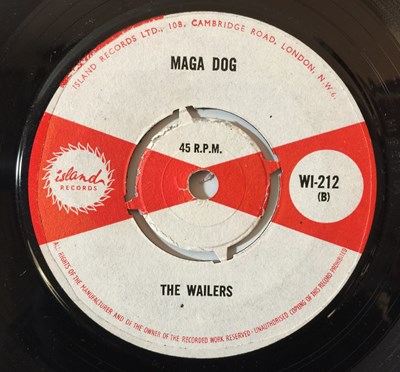 ISLAND RECORDS LTD., 108, CAMBRIDGE ROAD, LONDON, N.W.6.
MAGA DOG
45 R.P.M.
island
RECORDS
WI-212
(B)
THE WAILERS
ALL RIGHTS OF THE MANUFACTURER AND OF THE OWNER OF THE RECORDED WORK RESERVED · UNAUTHORISED COPYING OF THIS RECORD PROHIBITED